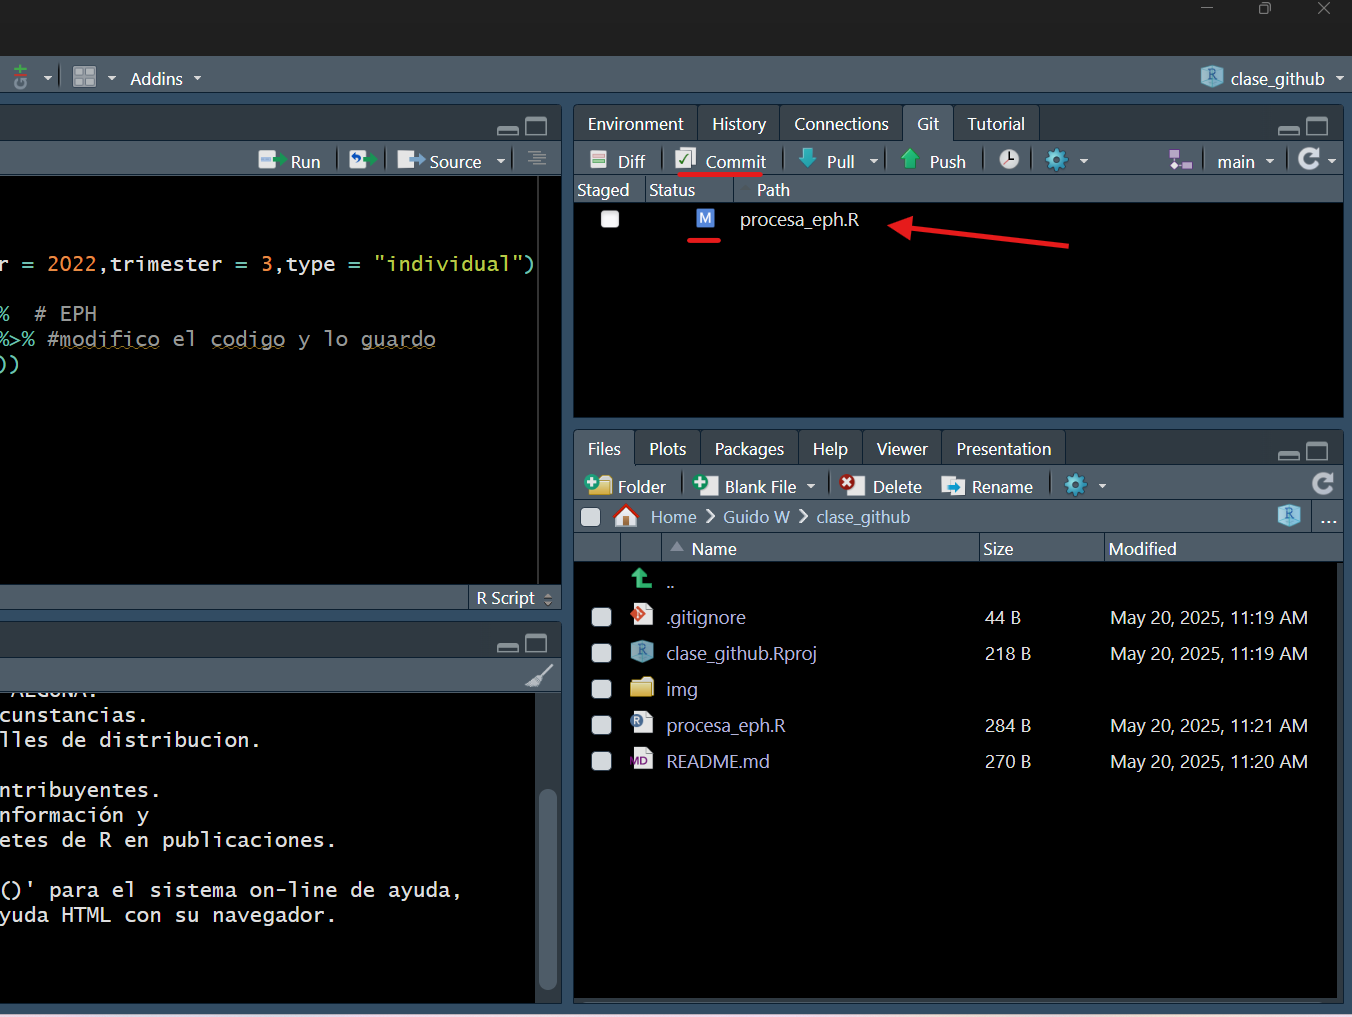 Addins
clase_github
Run
Source
r = 2022,trimester = 3,type = "individual")
% # EPH
%>% #modifico el codigo y lo guardo
))
R Script
cunstancias.
lles de distribucion.
ntribuyentes.
nformación y
etes de R en publicaciones.
()' para el sistema on-line de ayuda,
yuda HTML con su navegador.
Environment History Connections Git Tutorial
Diff Commit Pull Push main
Staged Status Path
M procesa_eph.R
Files Plots Packages Help Viewer Presentation
Folder Blank File Delete Rename
Home Guido W clase_github ...
Name Size Modified
..
.gitignore 44 B May 20, 2025, 11:19 AM
clase_github.Rproj 218 B May 20, 2025, 11:19 AM
img
procesa_eph.R 284 B May 20, 2025, 11:21 AM
README.md 270 B May 20, 2025, 11:20 AM